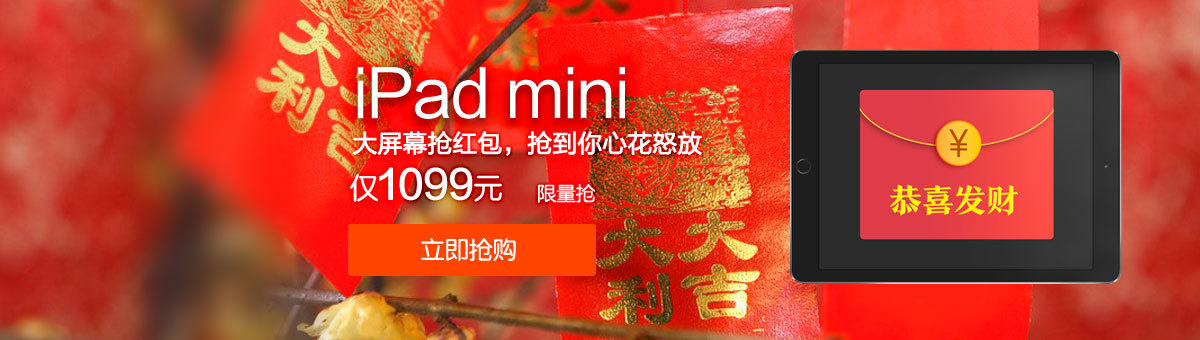 iPad mini
大屏幕抢红包，抢到你心花怒放
仅1099元 限量抢
立即抢购
¥
恭喜发财
大吉
大利
大吉
大利